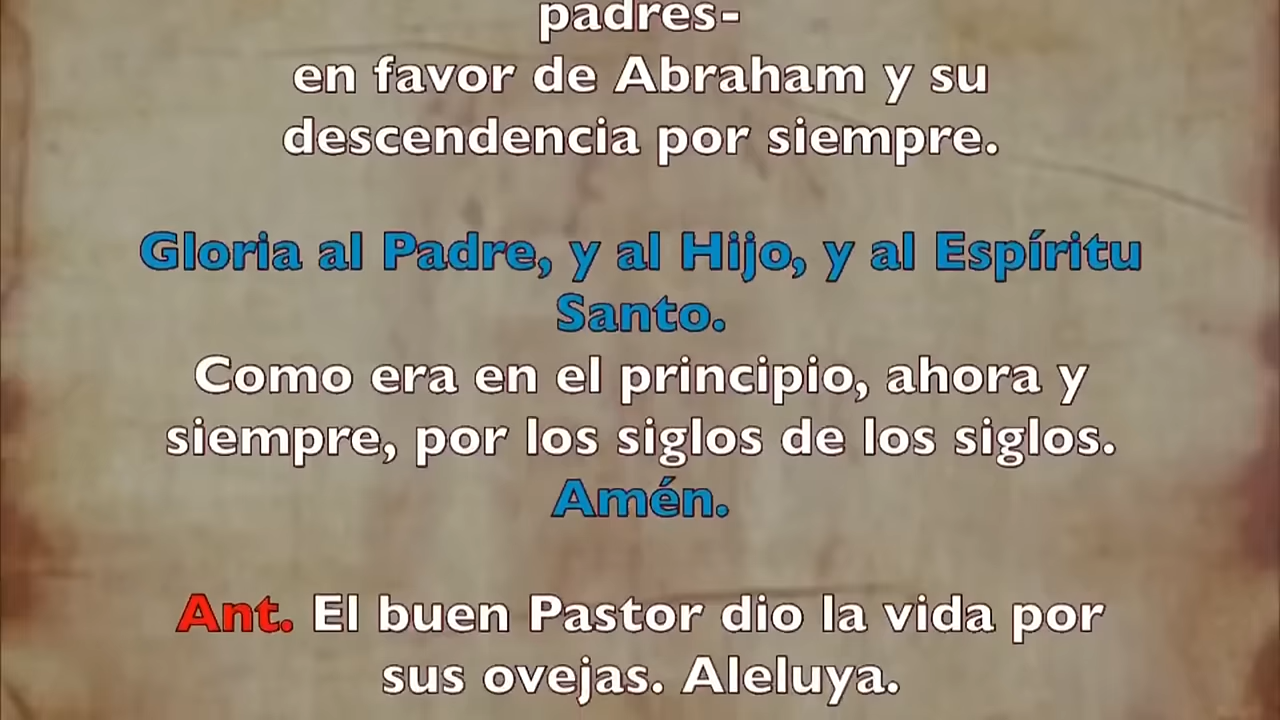 padres-
en favor de Abraham y su
descendencia por siempre.
Gloria al Padre, y al Hijo, y al Espíritu
Santo.
Como era en el principio, ahora y
siempre, por los siglos de los siglos.
Amén.
Ant. El buen Pastor dio la vida por
sus ovejas. Aleluya.